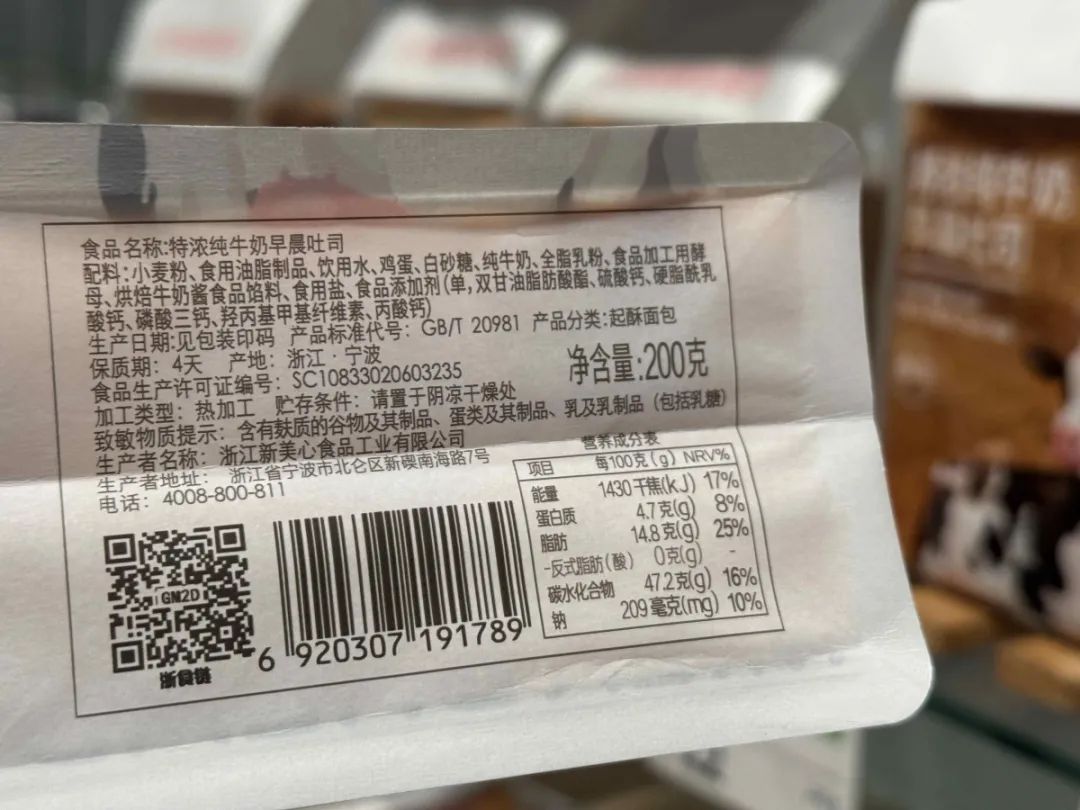 食品名称:特浓纯牛奶早晨吐司
配料:小麦粉、食用油脂制品、饮用水、鸡蛋、白砂糖、纯牛奶、全脂乳粉、食品加工用酵
母、烘焙牛奶酱食品馅料、食用盐、食品添加剂(单,双甘油脂肪酸酯、硫酸钙、硬脂酰乳
酸钙、磷酸三钙、羟丙基甲基纤维素、丙酸钙)
生产日期:见包装印码 产品标准代号: GB/T 20981 产品分类:起酥面包
保质期: 4天 产地: 浙江·宁波
净含量:200克
食品生产许可证编号: SC10833020603235
加工类型: 热加工 贮存条件: 请置于阴凉干燥处
致敏物质提示: 含有麸质的谷物及其制品、蛋类及其制品、乳及乳制品(包括乳糖)
生产者名称: 浙江新美心食品工业有限公司
生产者地址: 浙江省宁波市北仑区新碶南海路7号
电话: 4008-800-811
营养成分表
项目 每100克(g) NRV%
能量 1430千焦(kJ) 17%
蛋白质 4.7克(g) 8%
脂肪 14.8克(g) 25%
-反式脂肪(酸) 0克(g) -
碳水化合物 47.2克(g) 16%
钠 209毫克(mg) 10%
GM2D
浙食链
6 920307 191789